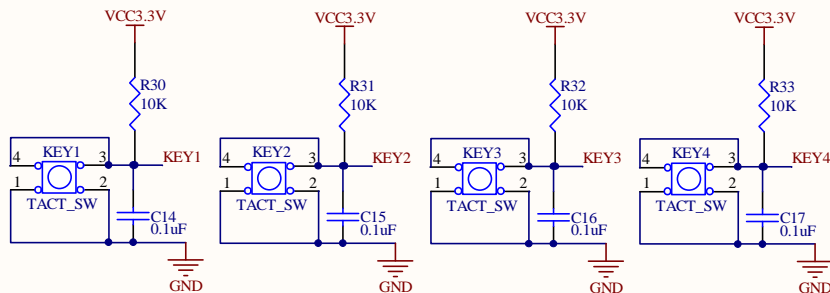 VCC3.3V VCC3.3V VCC3.3V VCC3.3V
R30 R31 R32 R33
10K 10K 10K 10K
4 KEY1 3 KEY1 4 KEY2 3 KEY2 4 KEY3 3 KEY3 4 KEY4 3 KEY4
1 2 1 2 1 2 1 2
TACT_SW C14 TACT_SW C15 TACT_SW C16 TACT_SW C17
0.1uF 0.1uF 0.1uF 0.1uF
GND GND GND GND